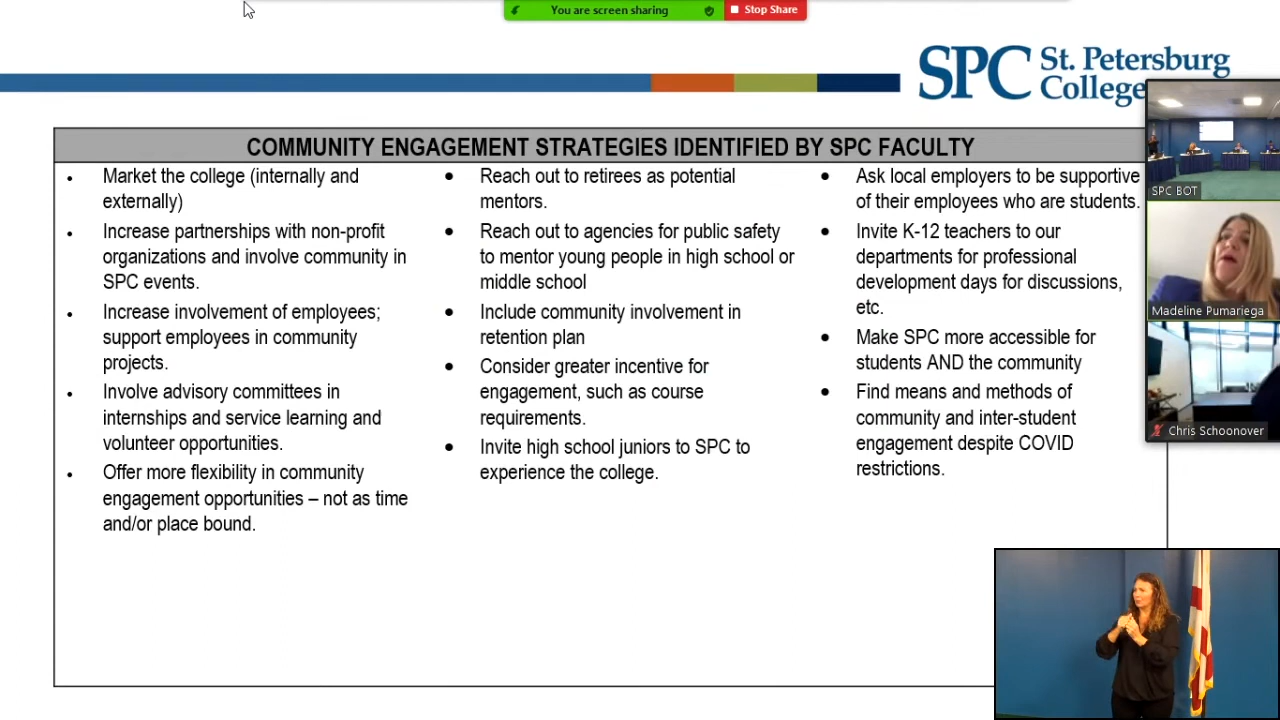 You are screen sharing
Stop Share
SPC St. Petersburg
College
COMMUNITY ENGAGEMENT STRATEGIES IDENTIFIED BY SPC FACULTY
• Market the college (internally and
externally)
• Increase partnerships with non-profit
organizations and involve community in
SPC events.
• Increase involvement of employees;
support employees in community
projects.
• Involve advisory committees in
internships and service learning and
volunteer opportunities.
• Offer more flexibility in community
engagement opportunities – not as time
and/or place bound.
• Reach out to retirees as potential
mentors.
• Reach out to agencies for public safety
to mentor young people in high school or
middle school
• Include community involvement in
retention plan
• Consider greater incentive for
engagement, such as course
requirements.
• Invite high school juniors to SPC to
experience the college.
• Ask local employers to be supportive
of their employees who are students.
• Invite K-12 teachers to our
departments for professional
development days for discussions,
etc.
• Make SPC more accessible for
students AND the community
• Find means and methods of
community and inter-student
engagement despite COVID
restrictions.
SPC BOT
Madeline Pumariega
Chris Schoonover